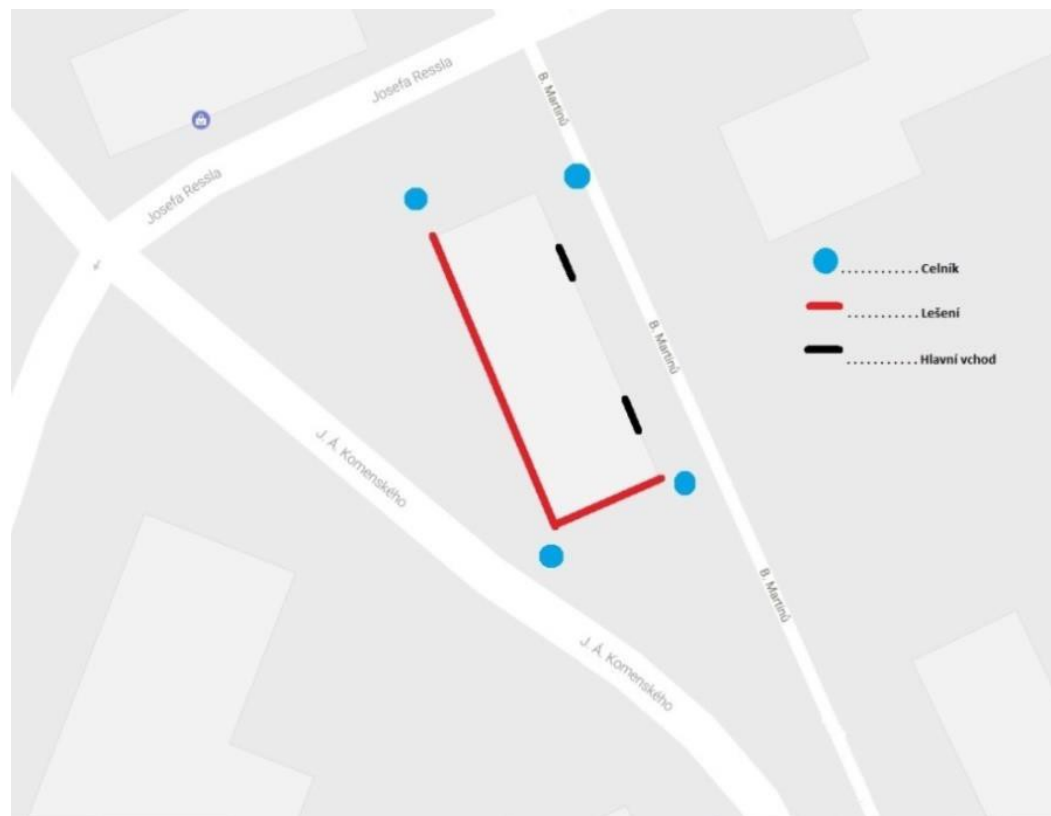 Josefa Ressla
B. Martinů
Josefa Ressla
............Celník
...........Lešení
B. Martinů
...........Hlavní vchod
J. Á. Komenského
B. Martinů
J. Á. Komenského